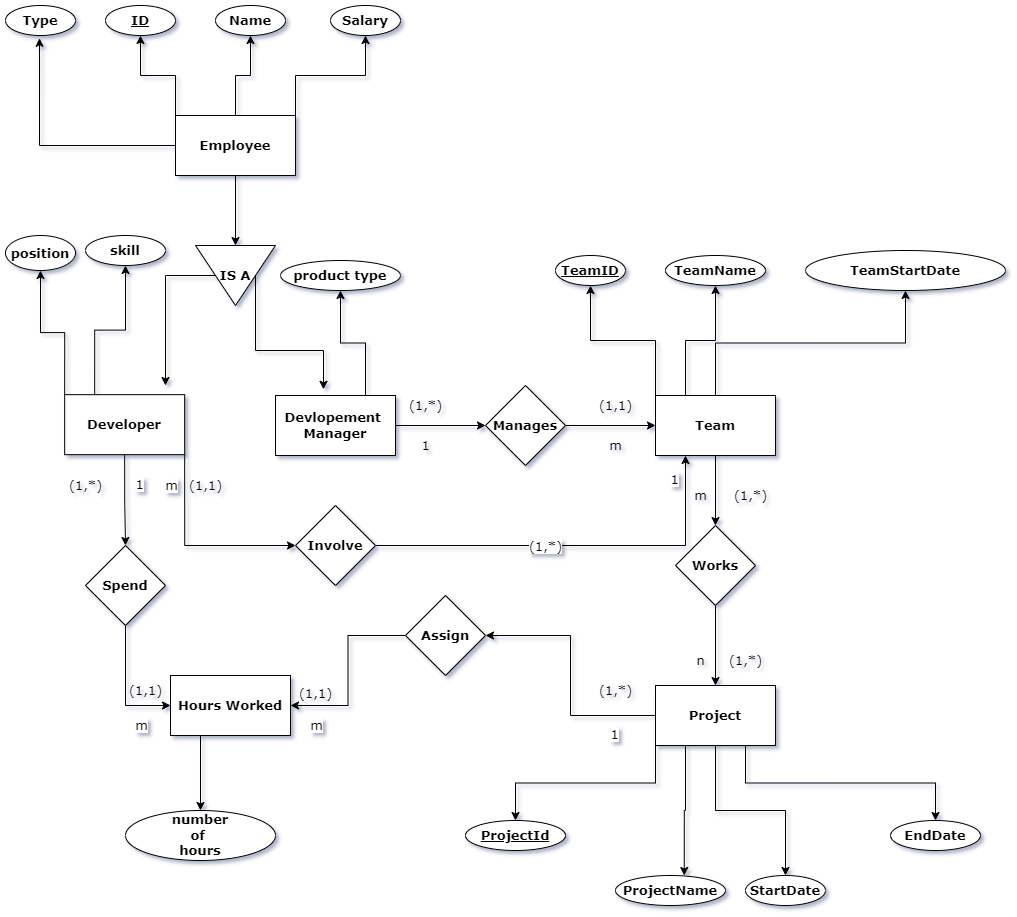 Type
ID
Name
Salary
Employee
position
skill
IS A
product type
TeamID
TeamName
TeamStartDate
Developer
Devlopement
Manager
(1,*)
1
Manages
(1,1)
m
Team
(1,*)
1
m
(1,1)
1
m
(1,*)
Involve
(1,*)
Works
Spend
Assign
n
(1,*)
(1,1)
m
Hours Worked
(1,1)
m
(1,*)
1
Project
number
of
hours
ProjectId
EndDate
ProjectName
StartDate